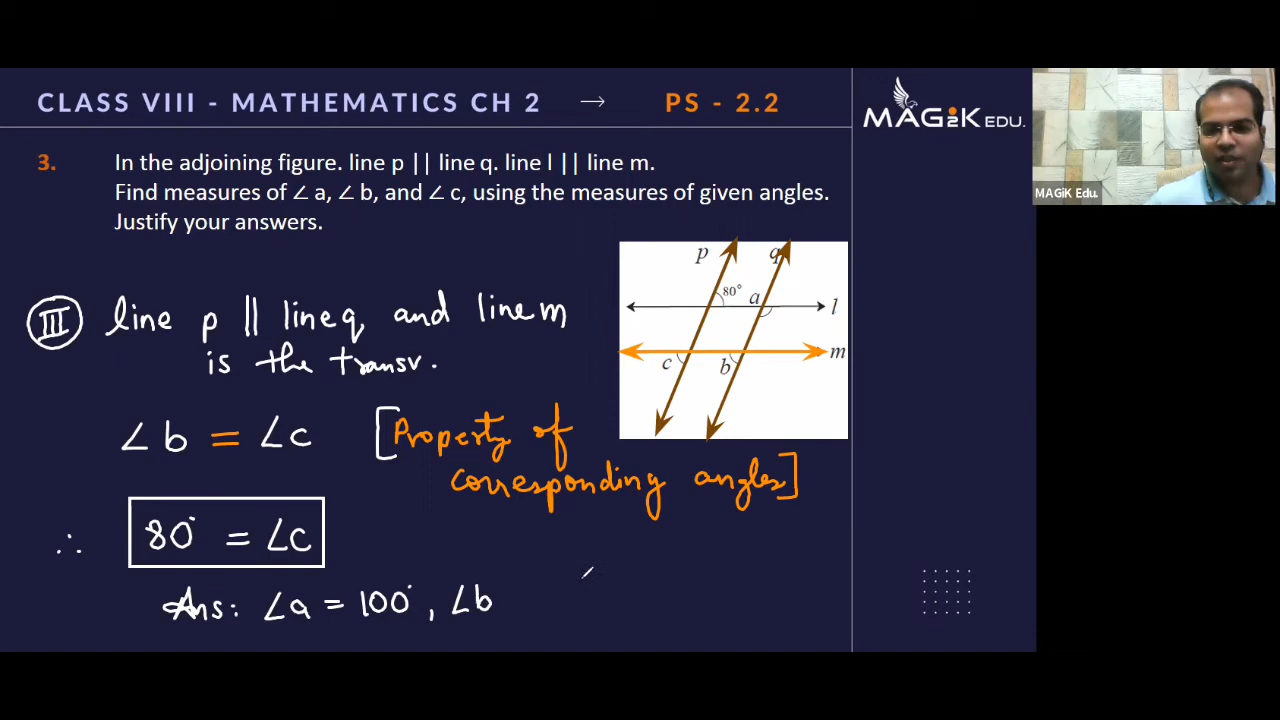 CLASS VIII - MATHEMATICS CH 2 → PS - 2.2
MAGiK EDU.
MAGiK Edu.
3. In the adjoining figure. line p || line q. line l || line m.
Find measures of ∠ a, ∠ b, and ∠ c, using the measures of given angles.
Justify your answers.
p q
80° a l
c b m
III line p || line q and line m
is the transv.
∠b = ∠c [Property of
corresponding angles]
∴ 80° = ∠c
Ans: ∠a = 100°, ∠b